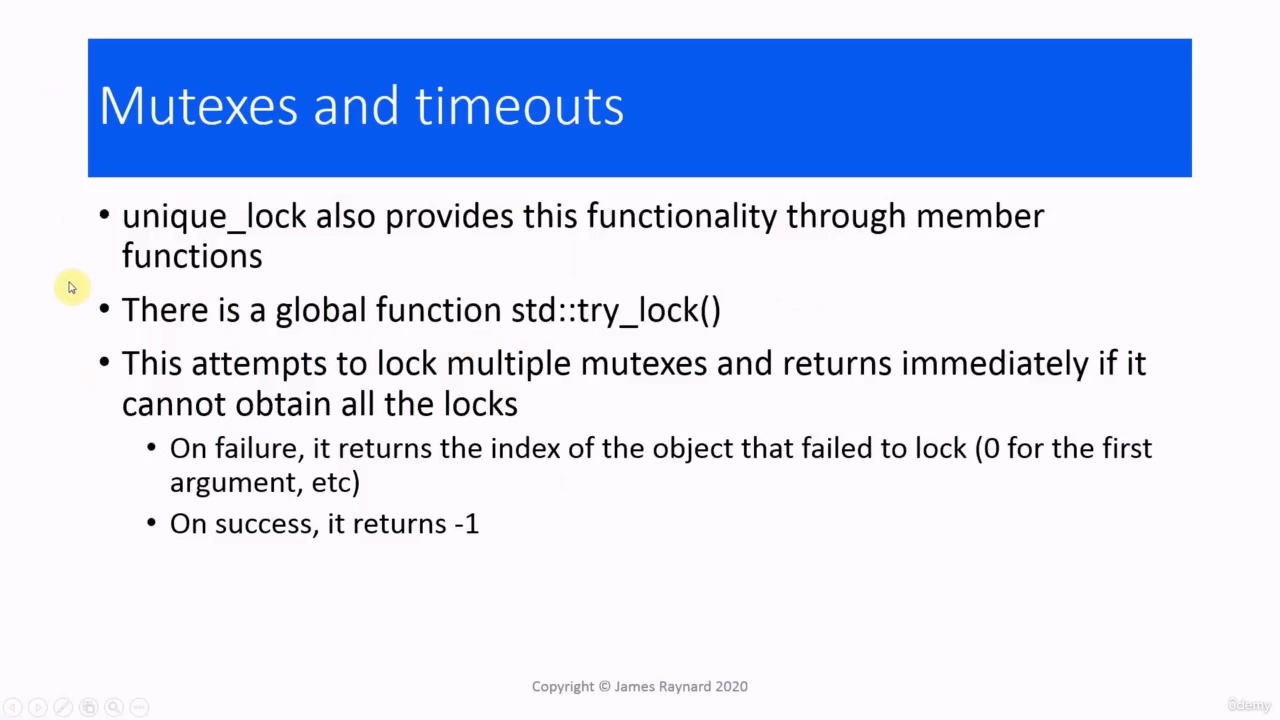 Mutexes and timeouts
• unique_lock also provides this functionality through member
functions
• There is a global function std::try_lock()
• This attempts to lock multiple mutexes and returns immediately if it
cannot obtain all the locks
• On failure, it returns the index of the object that failed to lock (0 for the first
argument, etc)
• On success, it returns -1
Copyright © James Raynard 2020
ûdemy